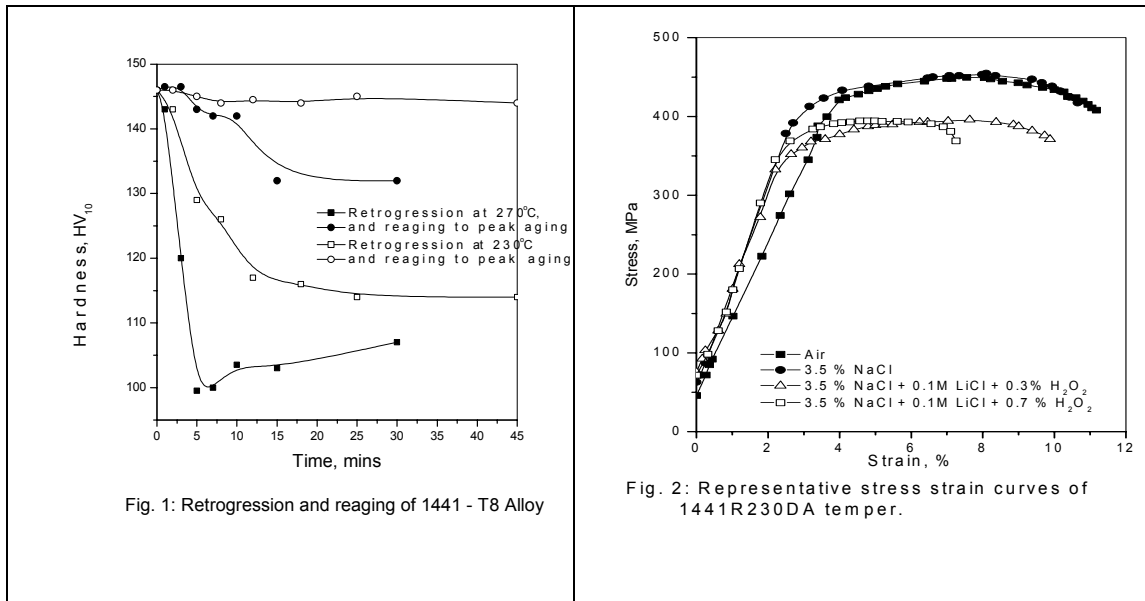 150
140
130
120
110
100
0 5 10 15 20 25 30 35 40 45
Hardness, HV10
Time, mins
Retrogression at 270°C,
and reaging to peak aging
Retrogression at 230°C
and reaging to peak aging
Fig. 1: Retrogression and reaging of 1441 - T8 Alloy
500
400
300
200
100
0
0 2 4 6 8 10 12
Stress, MPa
Strain, %
Air
3.5 % NaCl
3.5 % NaCl + 0.1M LiCl + 0.3% H2O2
3.5 % NaCl + 0.1M LiCl + 0.7 % H2O2
Fig. 2: Representative stress strain curves of
1441R230DA temper.